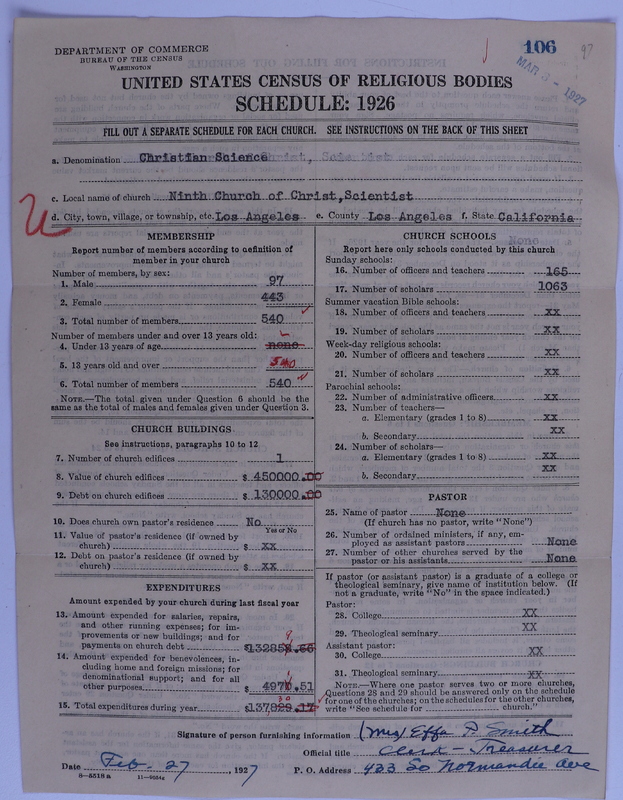 DEPARTMENT OF COMMERCE
BUREAU OF THE CENSUS
WASHINGTON
106
97
MAR 3 - 1927
UNITED STATES CENSUS OF RELIGIOUS BODIES
SCHEDULE: 1926
FILL OUT A SEPARATE SCHEDULE FOR EACH CHURCH. SEE INSTRUCTIONS ON THE BACK OF THIS SHEET
a. Denomination Christian Science
c. Local name of church Ninth Church of Christ,Scientist
d. City, town, village, or township, etc. Los Angeles e. County Los Angeles f. State California
MEMBERSHIP
Report number of members according to definition of
member in your church
Number of members, by sex:
1. Male 97
2. Female 443
3. Total number of members 540
Number of members under and over 13 years old:
4. Under 13 years of age none
5. 13 years old and over 540
6. Total number of members 540
NOTE.—The total given under Question 6 should be the
same as the total of males and females given under Question 3.
CHURCH BUILDINGS
See instructions, paragraphs 10 to 12
7. Number of church edifices 1
8. Value of church edifices $ 450000.00
9. Debt on church edifices $ 130000.00
10. Does church own pastor's residence No
Yes or No
11. Value of pastor's residence (if owned by
church) $ xx
12. Debt on pastor's residence (if owned by
church) $ xx
EXPENDITURES
Amount expended by your church during last fiscal year
13. Amount expended for salaries, repairs,
and other running expenses; for im-
provements or new buildings; and for
payments on church debt $132858.66
14. Amount expended for benevolences, in-
cluding home and foreign missions; for
denominational support; and for all
other purposes $ 4970.51
15. Total expenditures during year $137829.17
CHURCH SCHOOLS
Report here only schools conducted by this church
None
Sunday schools:
16. Number of officers and teachers 165
17. Number of scholars 1063
Summer vacation Bible schools:
18. Number of officers and teachers xx
19. Number of scholars xx
Week-day religious schools:
20. Number of officers and teachers xx
21. Number of scholars xx
Parochial schools:
22. Number of administrative officers xx
23. Number of teachers—
a. Elementary (grades 1 to 8) xx
b. Secondary xx
24. Number of scholars—
a. Elementary (grades 1 to 8) xx
b. Secondary xx
PASTOR
25. Name of pastor None
(If church has no pastor, write "None")
26. Number of ordained ministers, if any, em-
ployed as assistant pastors None
27. Number of other churches served by the
pastor or his assistants None
If pastor (or assistant pastor) is a graduate of a college or
theological seminary, give name of institution below. (If
not a graduate, write "No" in the space indicated.)
Pastor:
28. College xx
29. Theological seminary xx
Assistant pastor:
30. College xx
31. Theological seminary xx
NOTE.—Where one pastor serves two or more churches,
Questions 28 and 29 should be answered only on the schedule
for one of the churches; on the schedules for the other churches,
write "See schedule for church."
Signature of person furnishing information (Mrs) Effa P. Smith
Official title Clerk - Treasurer
Date Feb. 27, 1927 P. O. Address 433 So Normandie Ave
8-5518a 11-9024